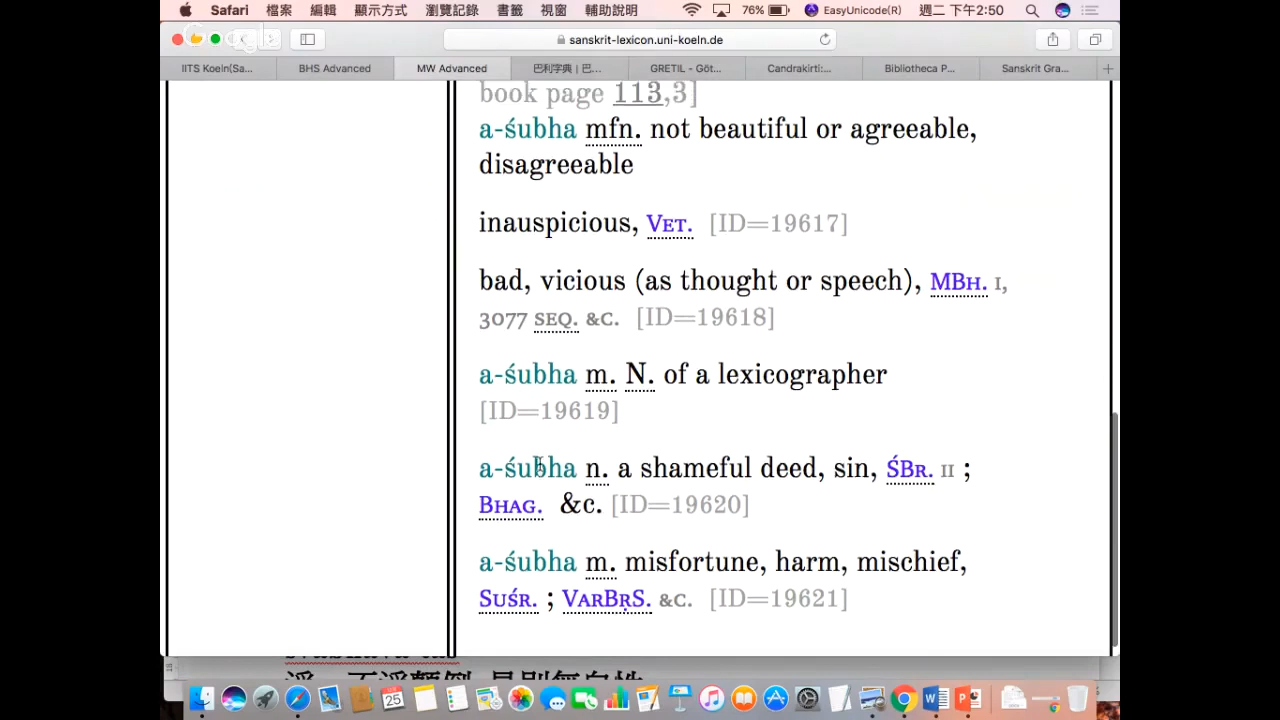 Safari 檔案 編輯 顯示方式 瀏覽記錄 書籤 視窗 輔助說明 76% EasyUnicode(R) 週二 下午2:50
sanskrit-lexicon.uni-koeln.de
IITS Koeln(Sa... BHS Advanced MW Advanced 巴利字典 | 巴... GRETIL - Göt... Candrakirti:... Bibliotheca P... Sanskrit Gra...
book page 113,3]
a-śubha mfn. not beautiful or agreeable,
disagreeable
inauspicious, Vet. [ID=19617]
bad, vicious (as thought or speech), MBh. i,
3077 seq. &c. [ID=19618]
a-śubha m. N. of a lexicographer
[ID=19619]
a-śubha n. a shameful deed, sin, ŚBr. ii ;
Bhag. &c. [ID=19620]
a-śubha m. misfortune, harm, mischief,
Suśr. ; VarBṛS. &c. [ID=19621]
18
25